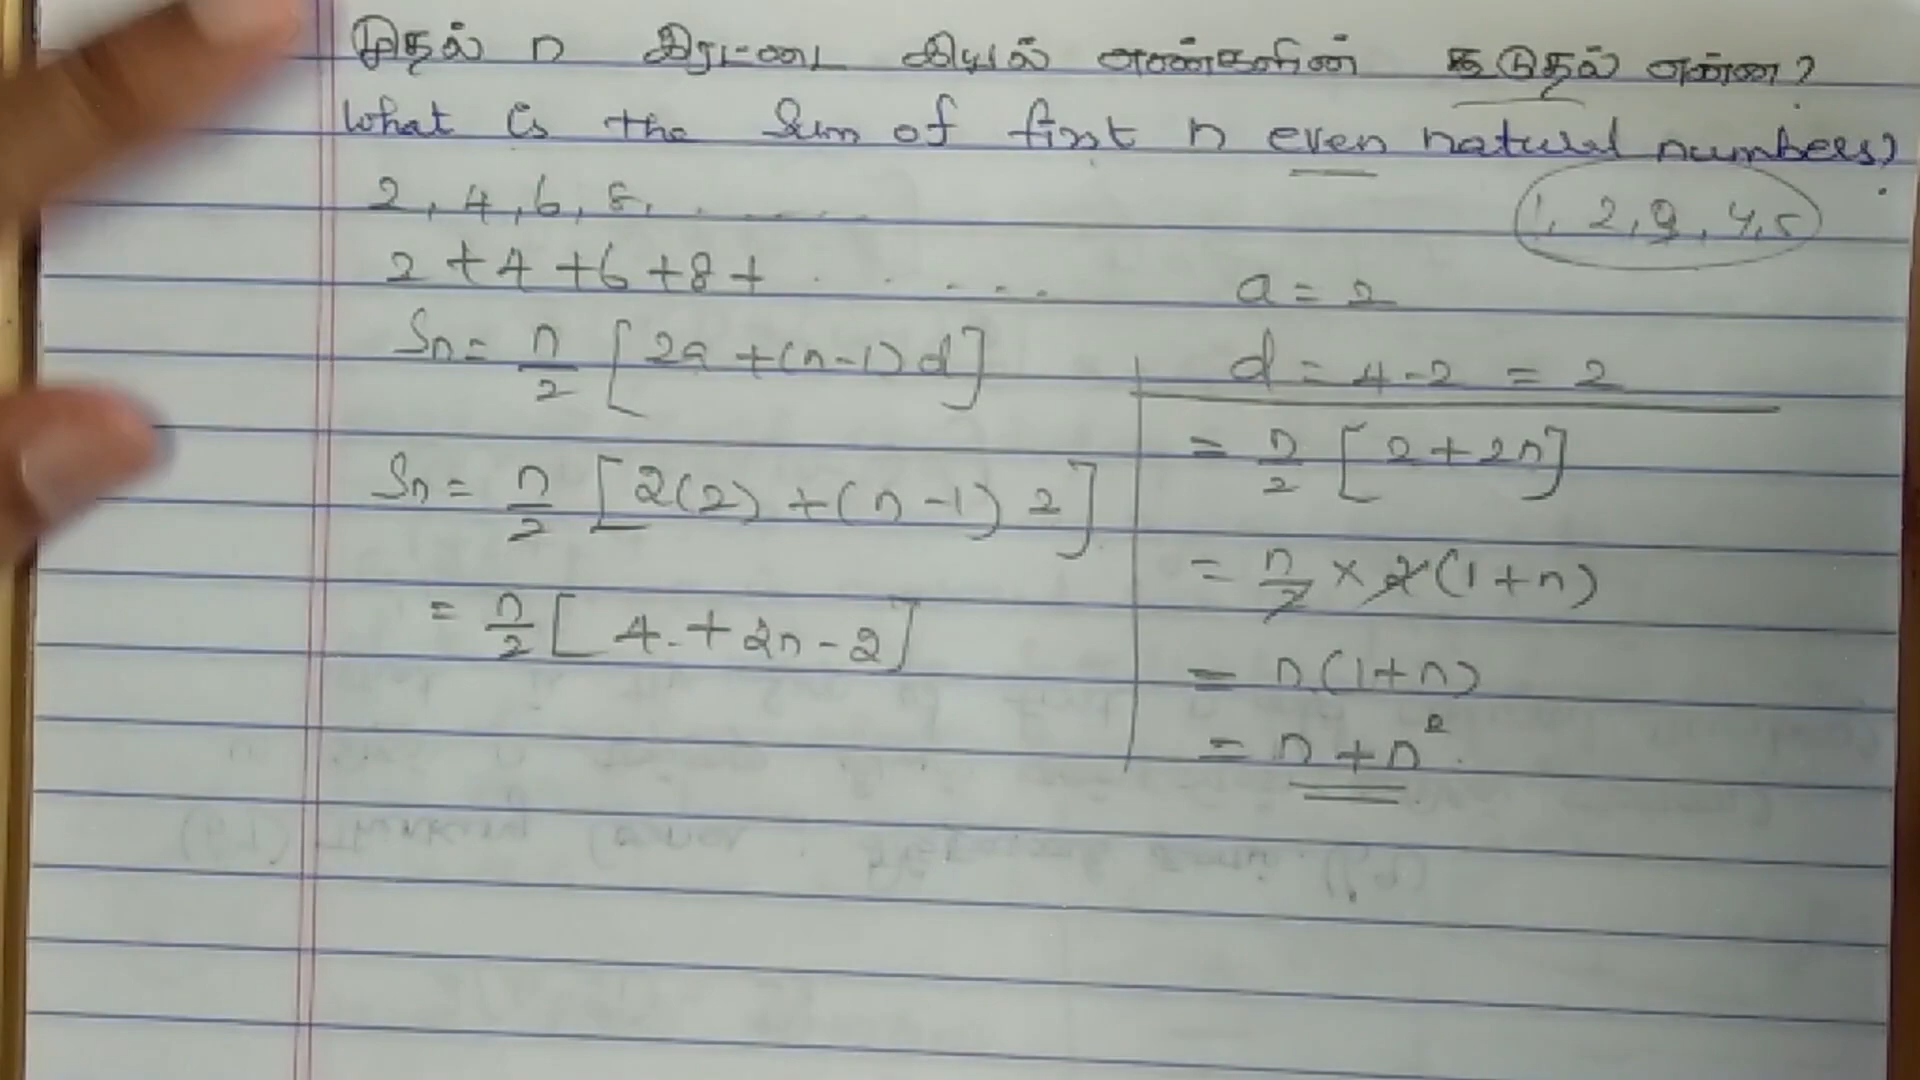 முதல் n இரட்டை இயல் எண்களின் கூடுதல் என்ன?
What is the Sum of first n even natural numbers?
2, 4, 6, 8, . . . . . .
1, 2, 3, 4, 5
2 + 4 + 6 + 8 + . . . . . .
Sn = n/2 [2a + (n-1) d]
Sn = n/2 [2(2) + (n-1) 2]
= n/2 [4 + 2n - 2]
a = 2
d = 4-2 = 2
= n/2 [2+2n]
= n/2 × 2(1+n)
= n(1+n)
= n + n²